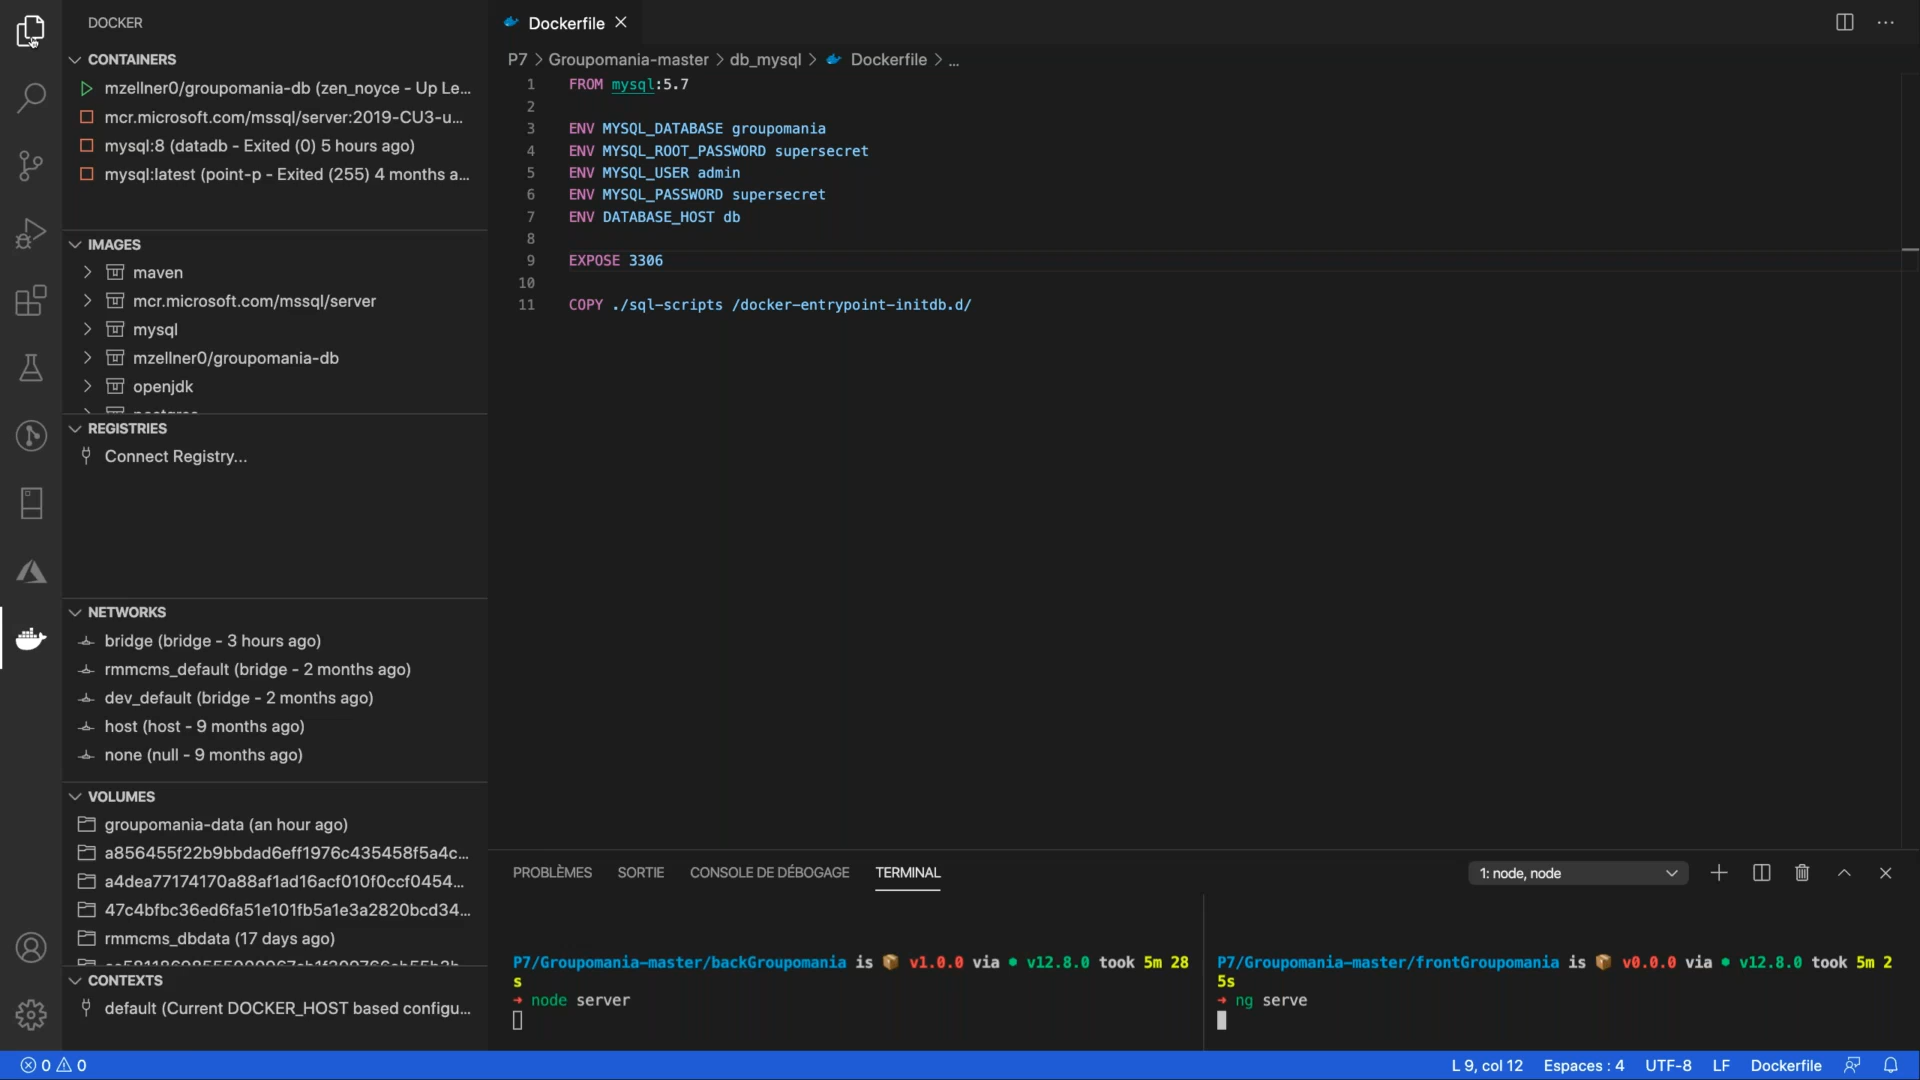 DOCKER
CONTAINERS
mzellner0/groupomania-db (zen_noyce - Up Le...
mcr.microsoft.com/mssql/server:2019-CU3-u...
mysql:8 (datadb - Exited (0) 5 hours ago)
mysql:latest (point-p - Exited (255) 4 months a...
IMAGES
maven
mcr.microsoft.com/mssql/server
mysql
mzellner0/groupomania-db
openjdk
REGISTRIES
Connect Registry...
NETWORKS
bridge (bridge - 3 hours ago)
rmmcms_default (bridge - 2 months ago)
dev_default (bridge - 2 months ago)
host (host - 9 months ago)
none (null - 9 months ago)
VOLUMES
groupomania-data (an hour ago)
a856455f22b9bbdad6eff1976c435458f5a4c...
a4dea77174170a88af1ad16acf010f0ccf0454...
47c4bfbc36ed6fa51e101fb5a1e3a2820bcd34...
rmmcms_dbdata (17 days ago)
CONTEXTS
default (Current DOCKER_HOST based configu...
Dockerfile
P7 > Groupomania-master > db_mysql > Dockerfile > ...
1 FROM mysql:5.7
2
3 ENV MYSQL_DATABASE groupomania
4 ENV MYSQL_ROOT_PASSWORD supersecret
5 ENV MYSQL_USER admin
6 ENV MYSQL_PASSWORD supersecret
7 ENV DATABASE_HOST db
8
9 EXPOSE 3306
10
11 COPY ./sql-scripts /docker-entrypoint-initdb.d/
PROBLÈMES SORTIE CONSOLE DE DÉBOGAGE TERMINAL
1: node, node
P7/Groupomania-master/backGroupomania is 📦 v1.0.0 via ● v12.8.0 took 5m 28
s
→ node server
P7/Groupomania-master/frontGroupomania is 📦 v0.0.0 via ● v12.8.0 took 5m 2
5s
→ ng serve
0 0
L 9, col 12 Espaces : 4 UTF-8 LF Dockerfile